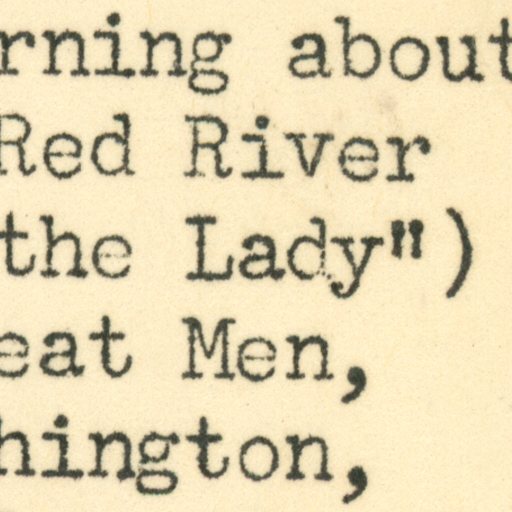 rning about
Red River
the Lady")
eat Men,
hington,